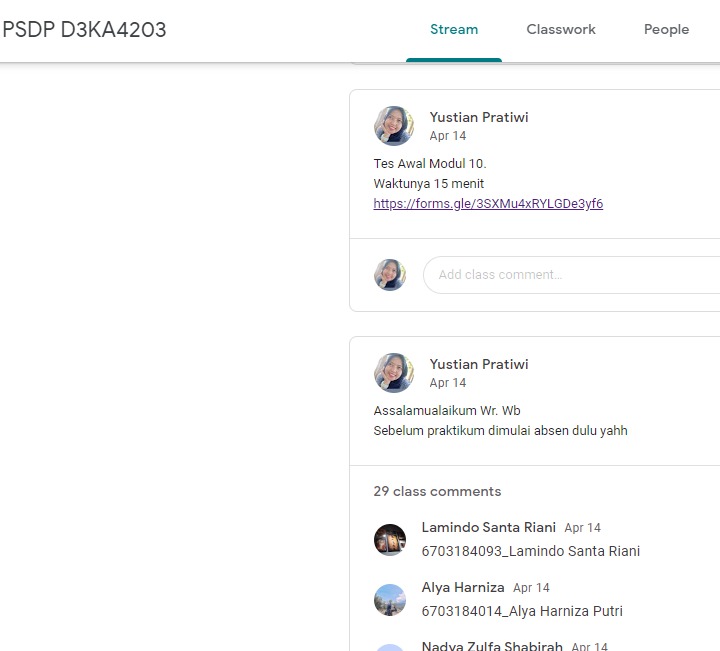 PSDP D3KA4203
Stream Classwork People
Yustian Pratiwi
Apr 14
Tes Awal Modul 10.
Waktunya 15 menit
https://forms.gle/3SXMu4xRYLGDe3yf6
Add class comment...
Yustian Pratiwi
Apr 14
Assalamualaikum Wr. Wb
Sebelum praktikum dimulai absen dulu yahh
29 class comments
Lamindo Santa Riani Apr 14
6703184093_Lamindo Santa Riani
Alya Harniza Apr 14
6703184014_Alya Harniza Putri
Nadya Zulfa Shabirah Apr 14